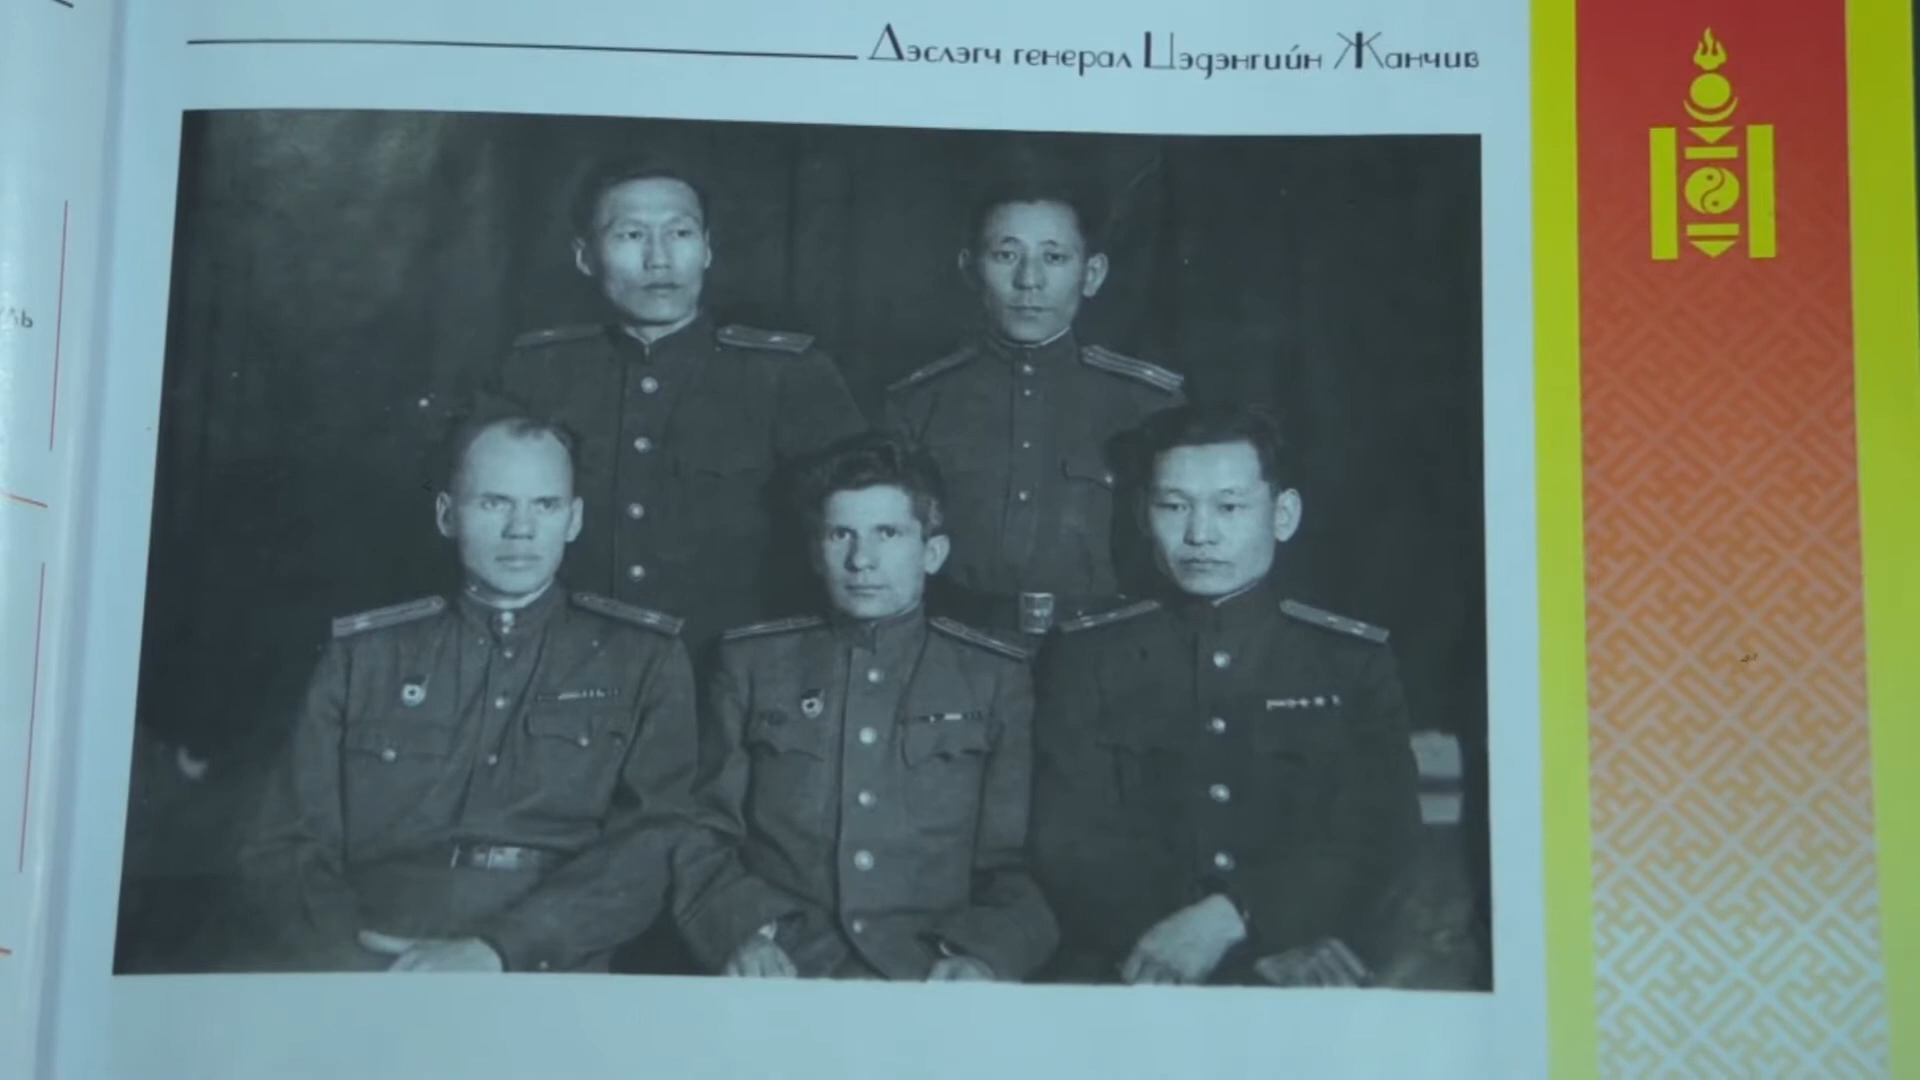 Дэслэгч генерал Цэдэнгийн Жанчив